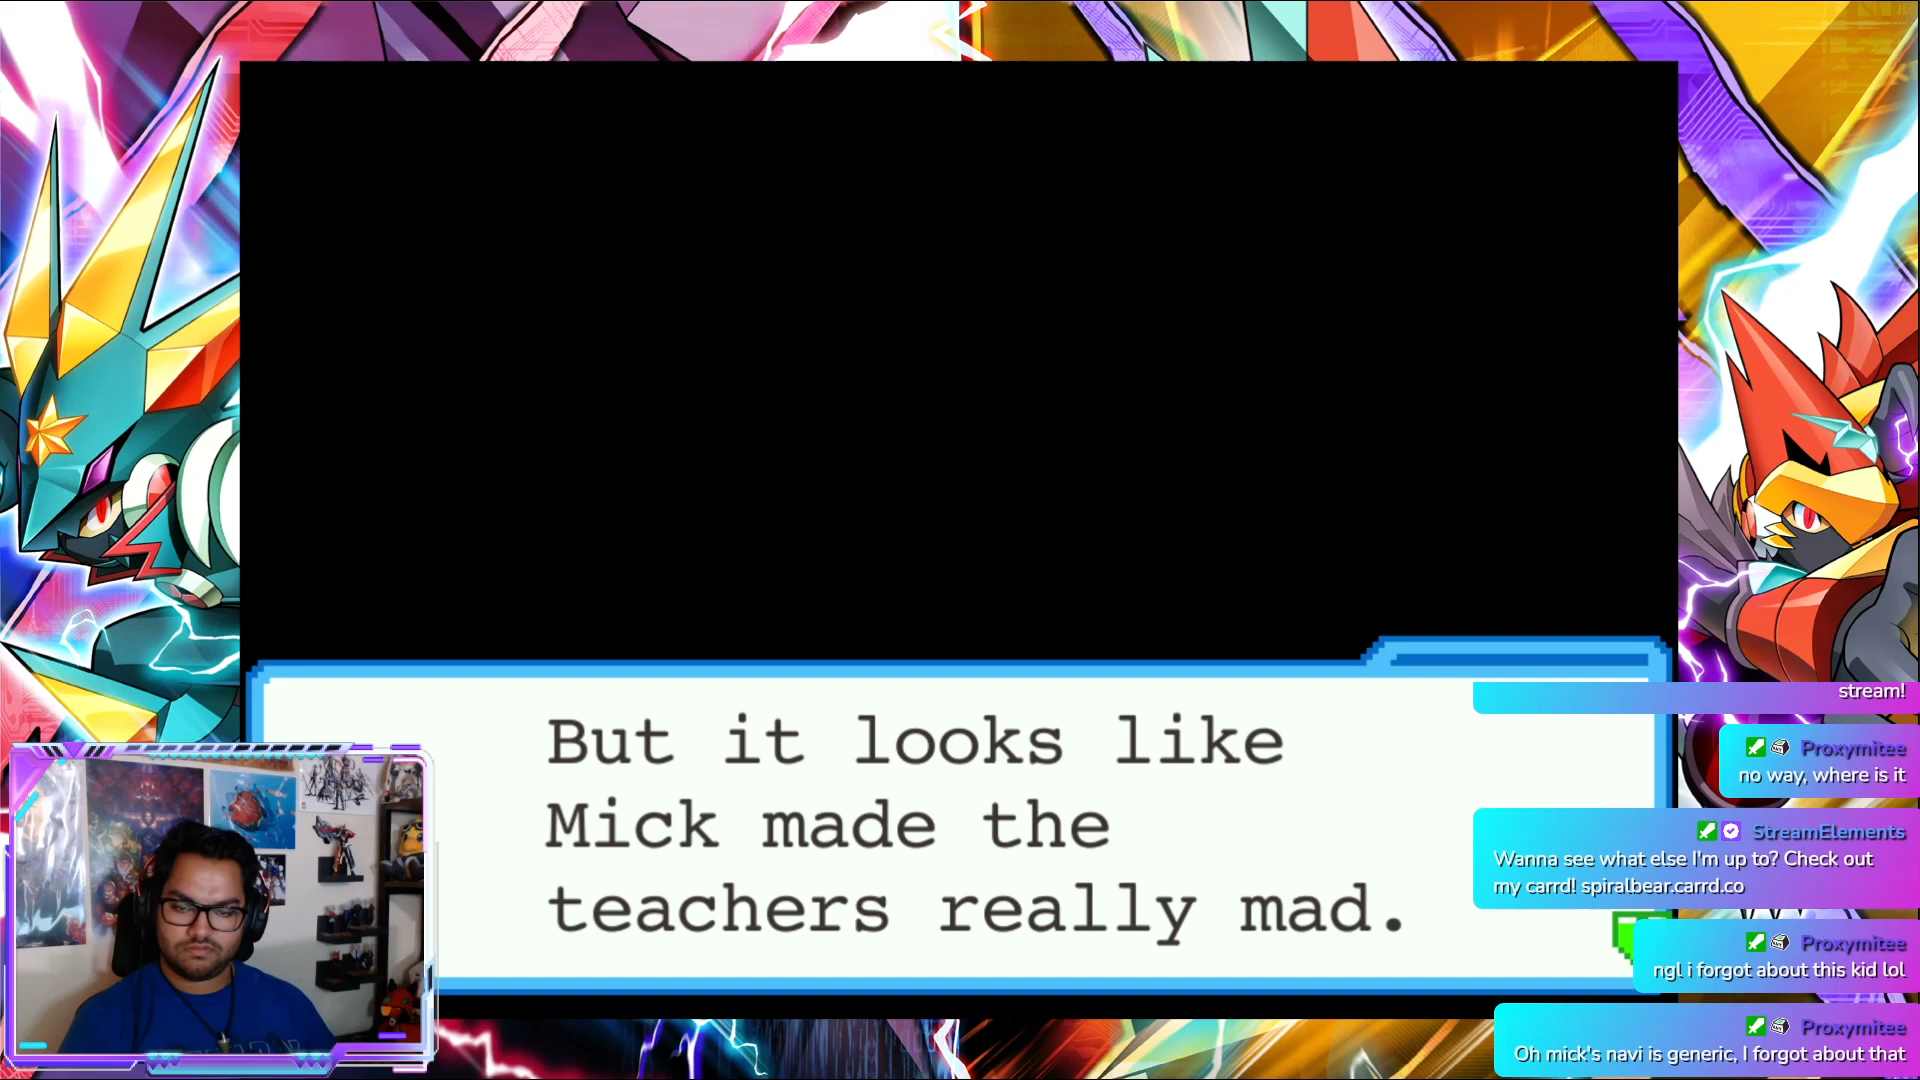 But it looks like
Mick made the
teachers really mad.
stream!
Proxymitee
no way, where is it
StreamElements
Wanna see what else I'm up to? Check out
my carrd! spiralbear.carrd.co
Proxymitee
ngl i forgot about this kid lol
Proxymitee
Oh mick's navi is generic, I forgot about that